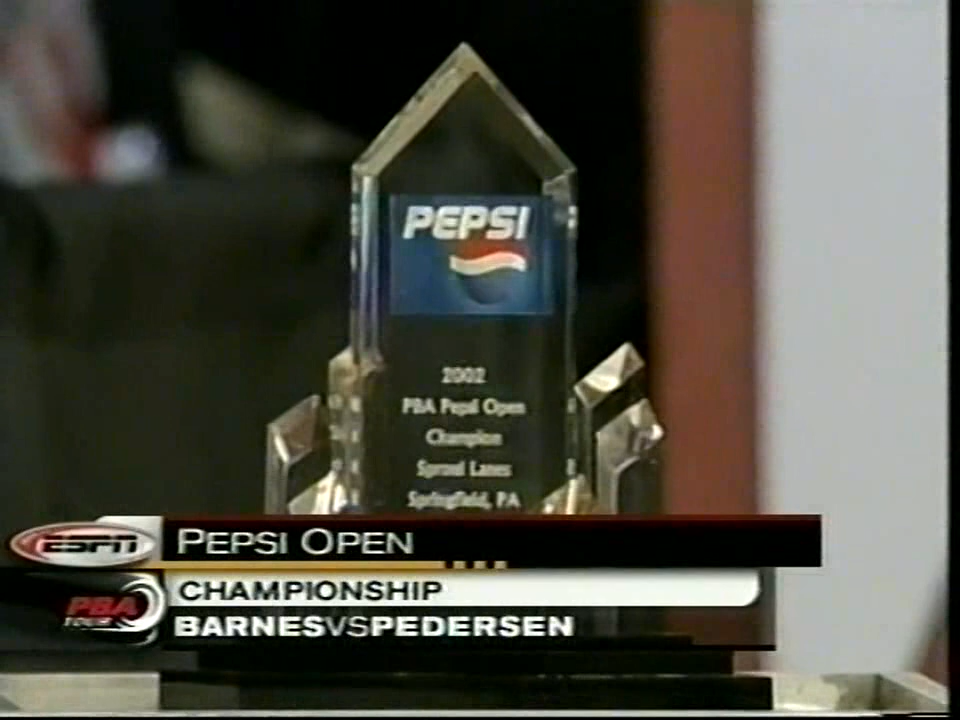 PEPSI
2002
PBA Pepsi Open
Champion
Sproul Lanes
Springfield, PA
ESPN
PEPSI OPEN
PBA
TOUR
CHAMPIONSHIP
BARNES VS PEDERSEN